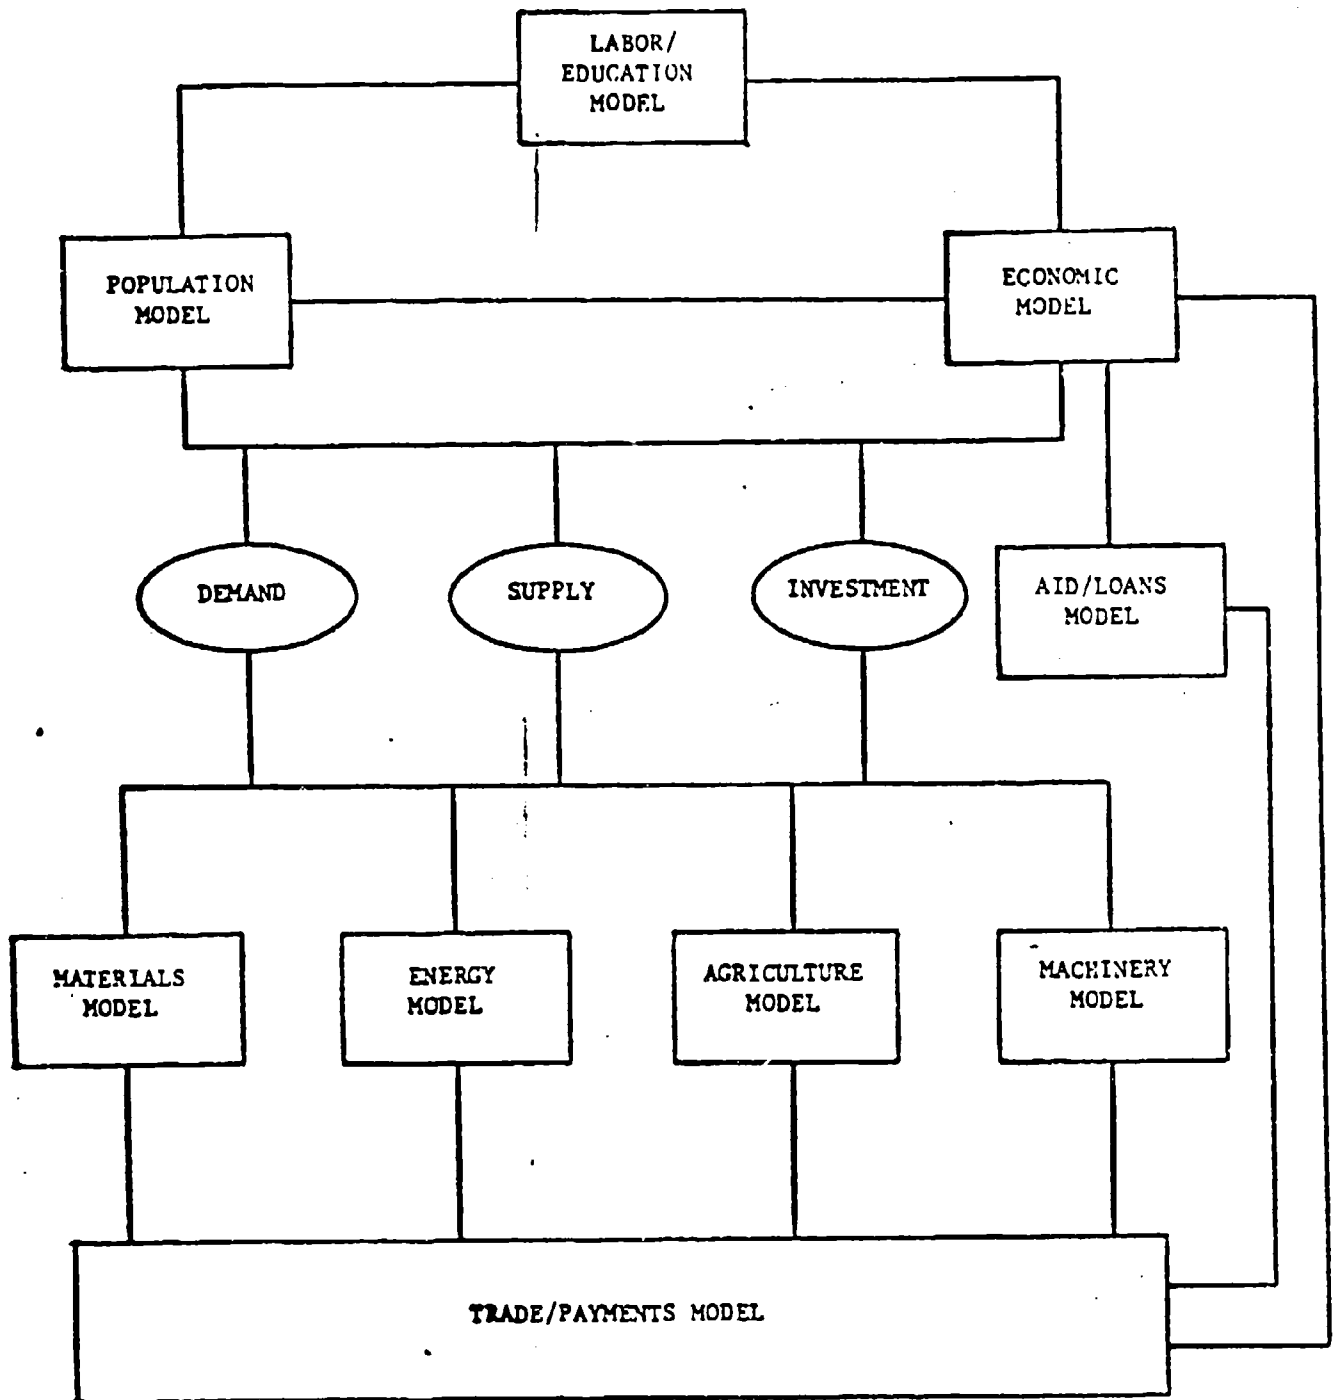 LABOR/
EDUCATION
MODEL
POPULATION
MODEL
ECONOMIC
MODEL
DEMAND
SUPPLY
INVESTMENT
AID/LOANS
MODEL
MATERIALS
MODEL
ENERGY
MODEL
AGRICULTURE
MODEL
MACHINERY
MODEL
TRADE/PAYMENTS MODEL